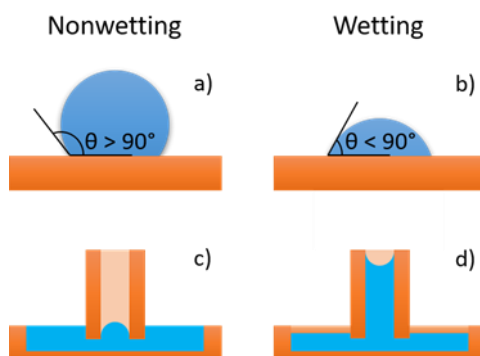 Nonwetting
Wetting
a)
b)
θ > 90°
θ < 90°
c)
d)